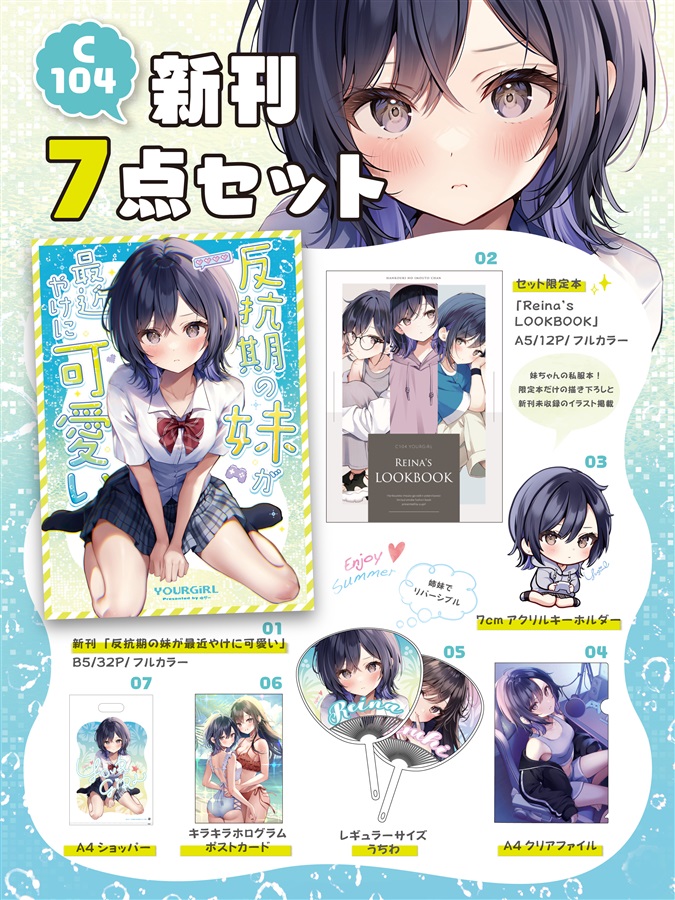 C
104
新刊
7点セット
反抗期の妹が
最近
やけに
可愛い
YOURGiRL
01
新刊「反抗期の妹が最近やけに可愛い」
B5/32P/フルカラー
02
REINA'S
LOOKBOOK
セット限定本
「Reina's
LOOKBOOK」
A5/12P/フルカラー
妹ちゃんの私服本!
限定本だけの描き下ろしと
新刊未収録のイラスト掲載
03
7cm アクリルキーホルダー
Enjoy
Summer
姉妹で
リバーシブル
04
A4 クリアファイル
05
Reina
レギュラーサイズ
うちわ
06
キラキラホログラム
ポストカード
07
A4 ショッパー